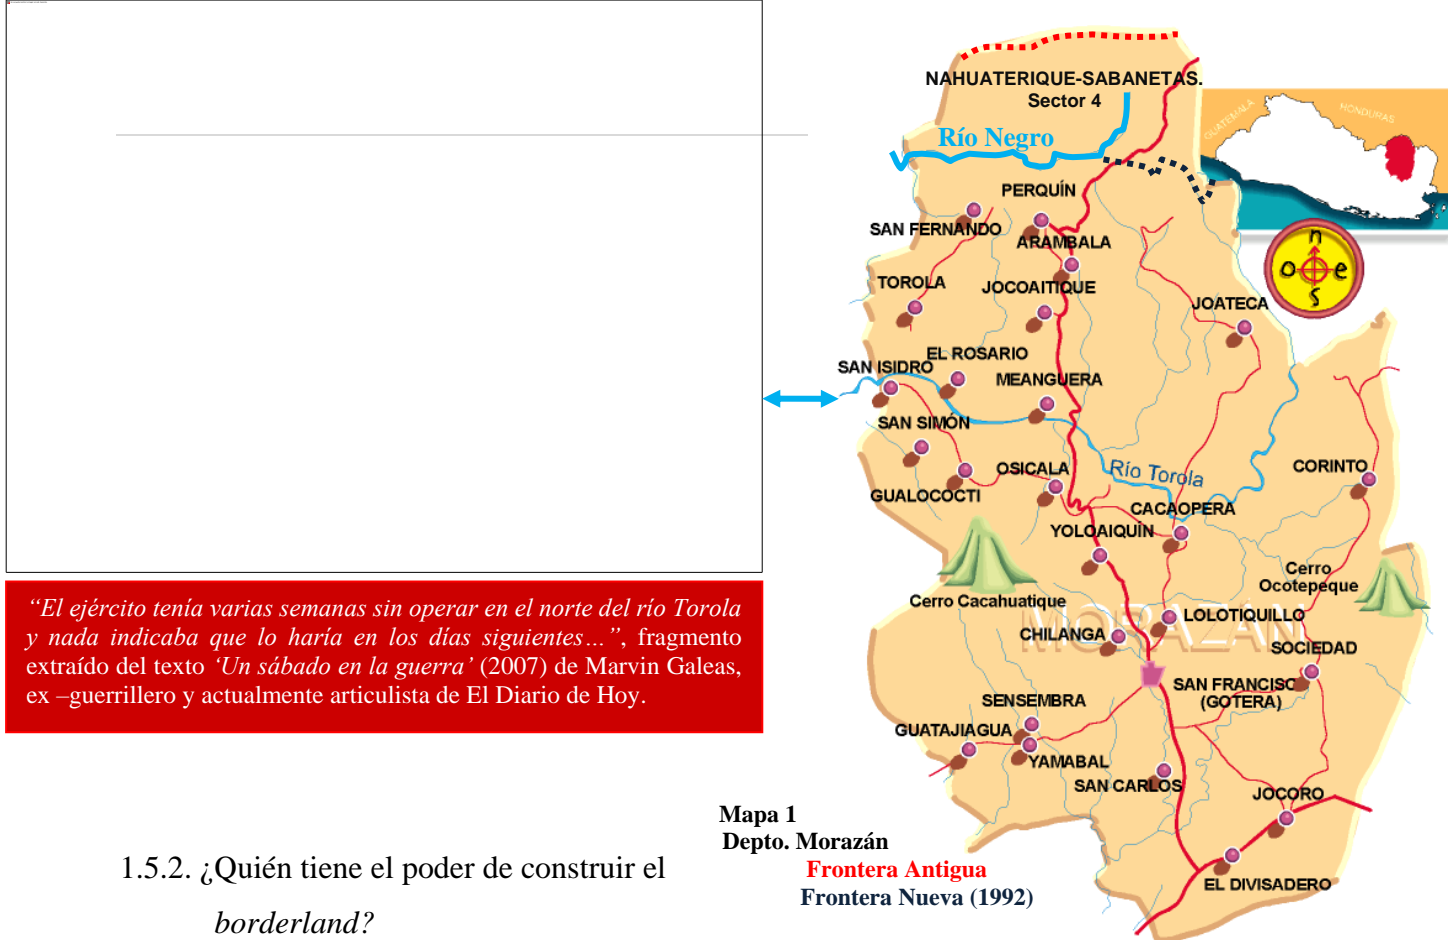 NAHUATERIQUE-SABANETAS.
Sector 4
Río Negro
GUATEMALA
HONDURAS
PERQUÍN
SAN FERNANDO
ARAMBALA
n
o
e
s
TOROLA
JOCOAITIQUE
JOATECA
EL ROSARIO
SAN ISIDRO
MEANGUERA
SAN SIMÓN
OSICALA
Río Torola
CORINTO
GUALOCOCTI
CACAOPERA
YOLOAIQUÍN
Cerro
Ocotepeque
Cerro Cacahuatique
MORAZÁN
LOLOTIQUILLO
CHILANGA
SOCIEDAD
SAN FRANCISC
(GOTERA)
SENSEMBRA
GUATAJIAGUA
YAMABAL
SAN CARLOS
JOCORO
EL DIVISADERO
“El ejército tenía varias semanas sin operar en el norte del río Torola
y nada indicaba que lo haría en los días siguientes…”, fragmento
extraído del texto ‘Un sábado en la guerra’ (2007) de Marvin Galeas,
ex –guerrillero y actualmente articulista de El Diario de Hoy.
Mapa 1
Depto. Morazán
Frontera Antigua
Frontera Nueva (1992)
1.5.2. ¿Quién tiene el poder de construir el
borderland?